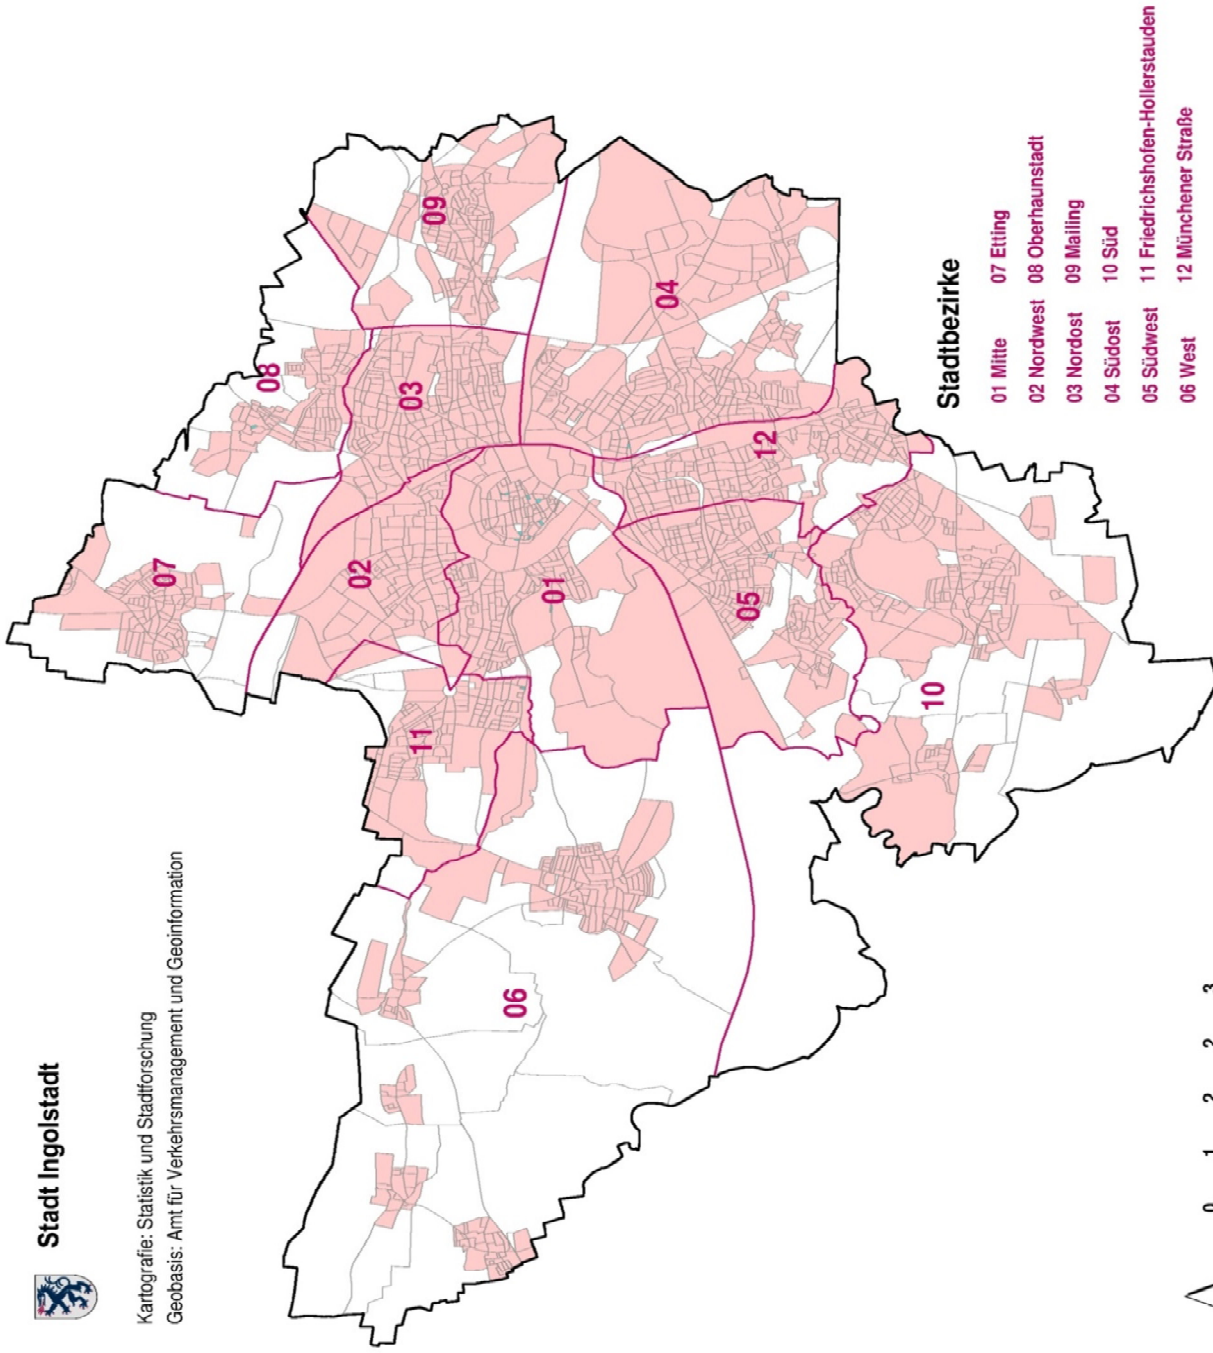 Stadt Ingolstadt
Kartografie: Statistik und Stadtforschung
Geobasis: Amt für Verkehrsmanagement und Geoinformation
07
08
09
02
03
11
01
04
06
05
12
10
Stadtbezirke
01 Mitte 07 Etting
02 Nordwest 08 Oberhaunstadt
03 Nordost 09 Mailing
04 Südost 10 Süd
05 Südwest 11 Friedrichshofen-Hollerstauden
06 West 12 Münchener Straße
0 1 2 2 3